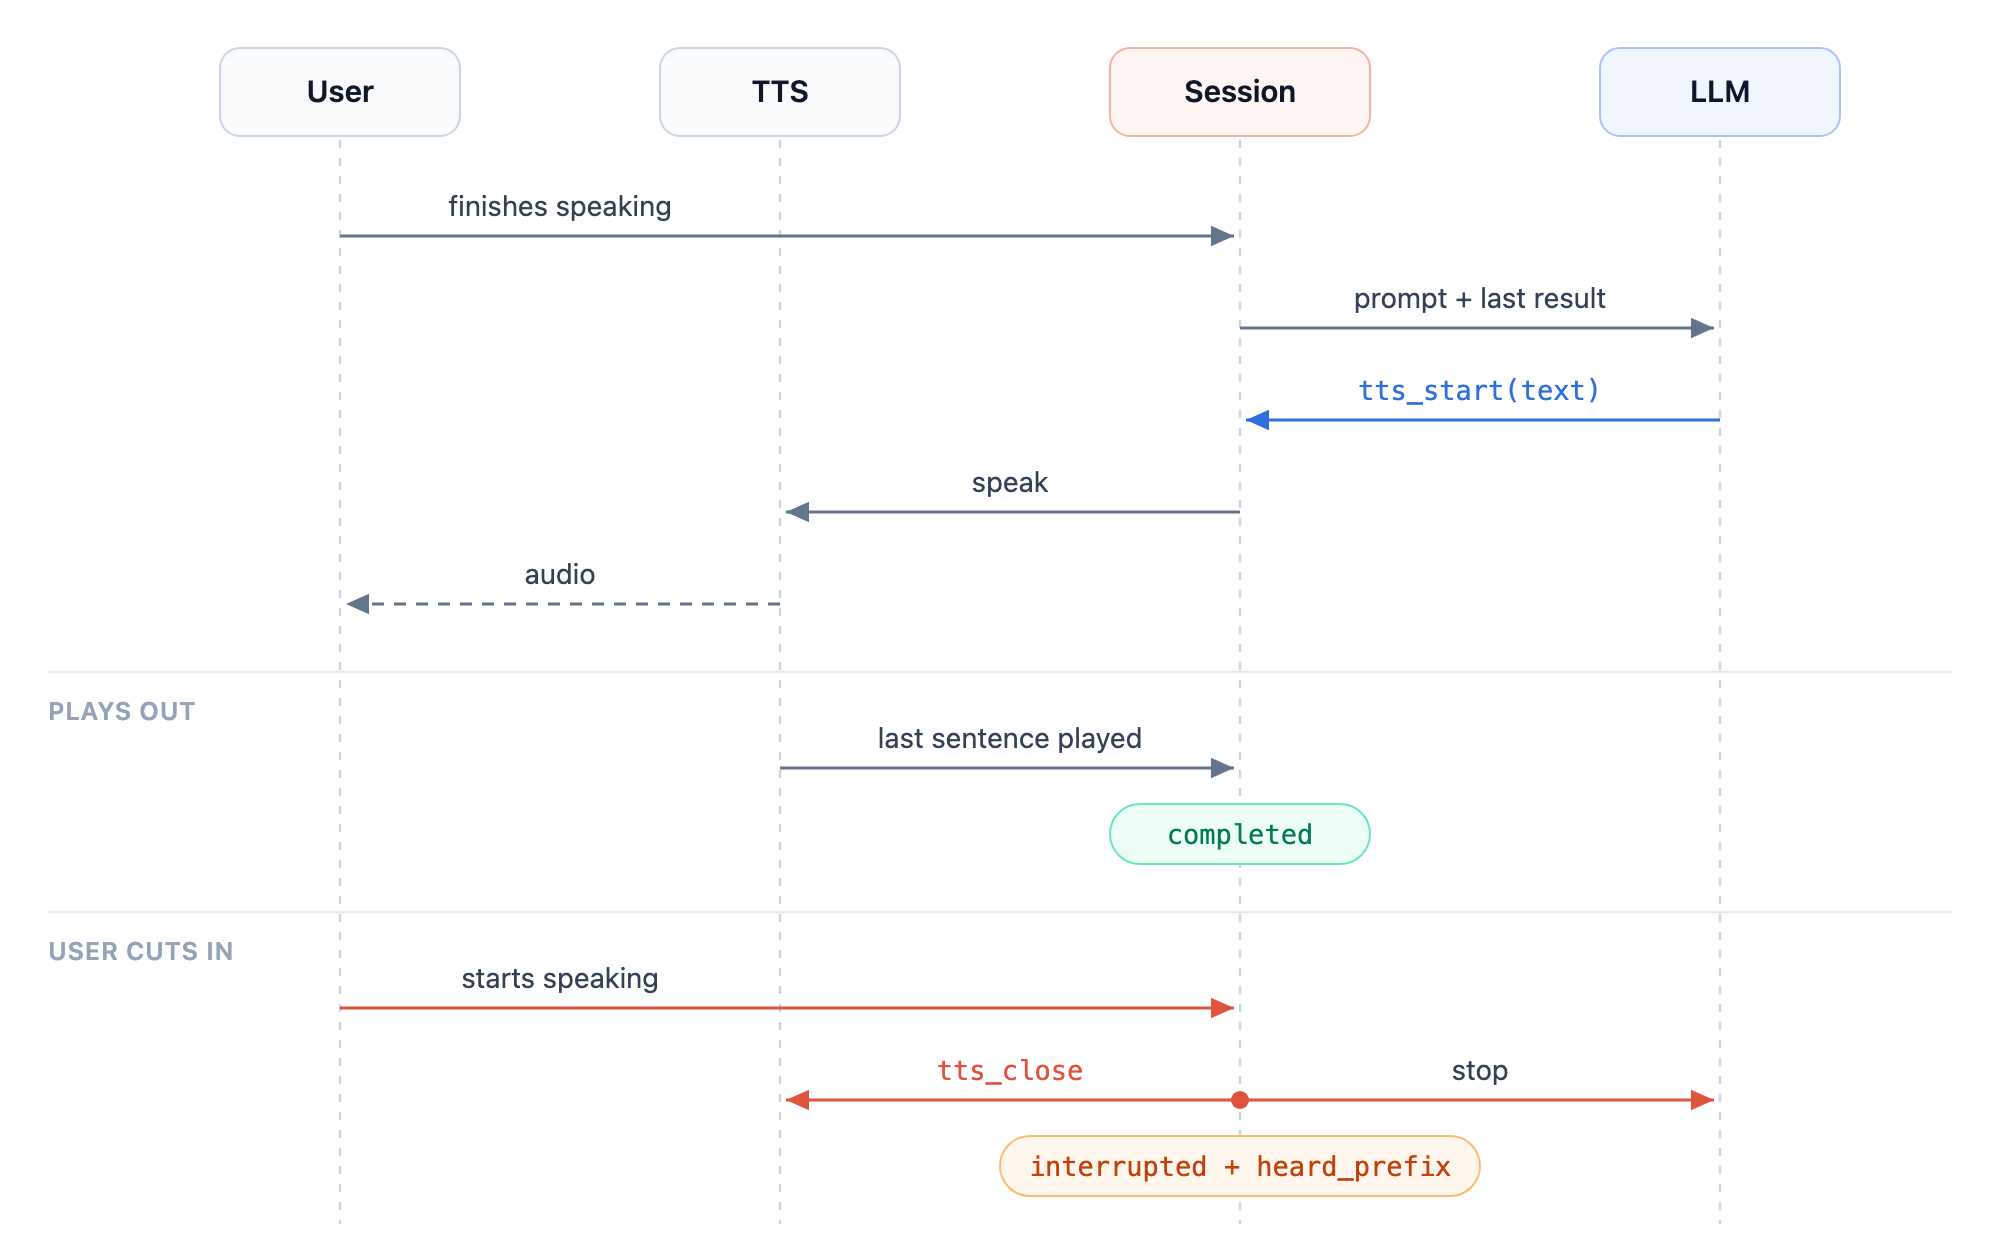 User
TTS
Session
LLM
finishes speaking
prompt + last result
tts_start(text)
speak
audio
PLAYS OUT
last sentence played
completed
USER CUTS IN
starts speaking
tts_close
stop
interrupted + heard_prefix